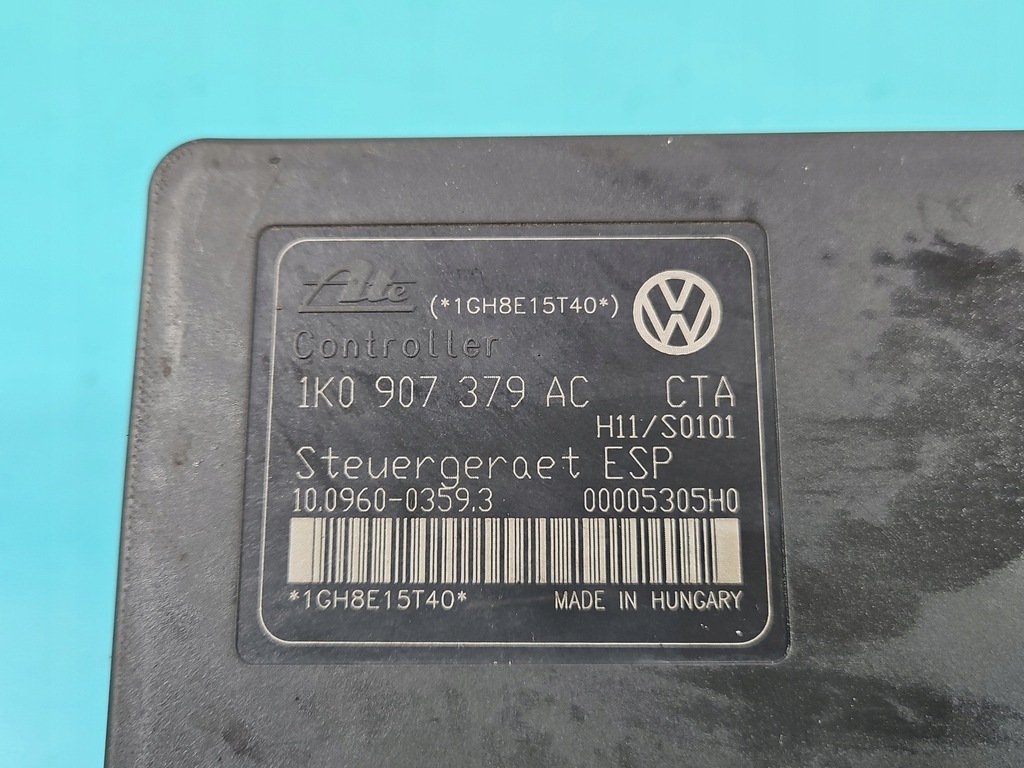 Ate (*1GH8E15T40*)
Controller
1K0 907 379 AC CTA
H11/S0101
Steuergeraet ESP
10.0960-0359.3 00005305H0
*1GH8E15T40* MADE IN HUNGARY